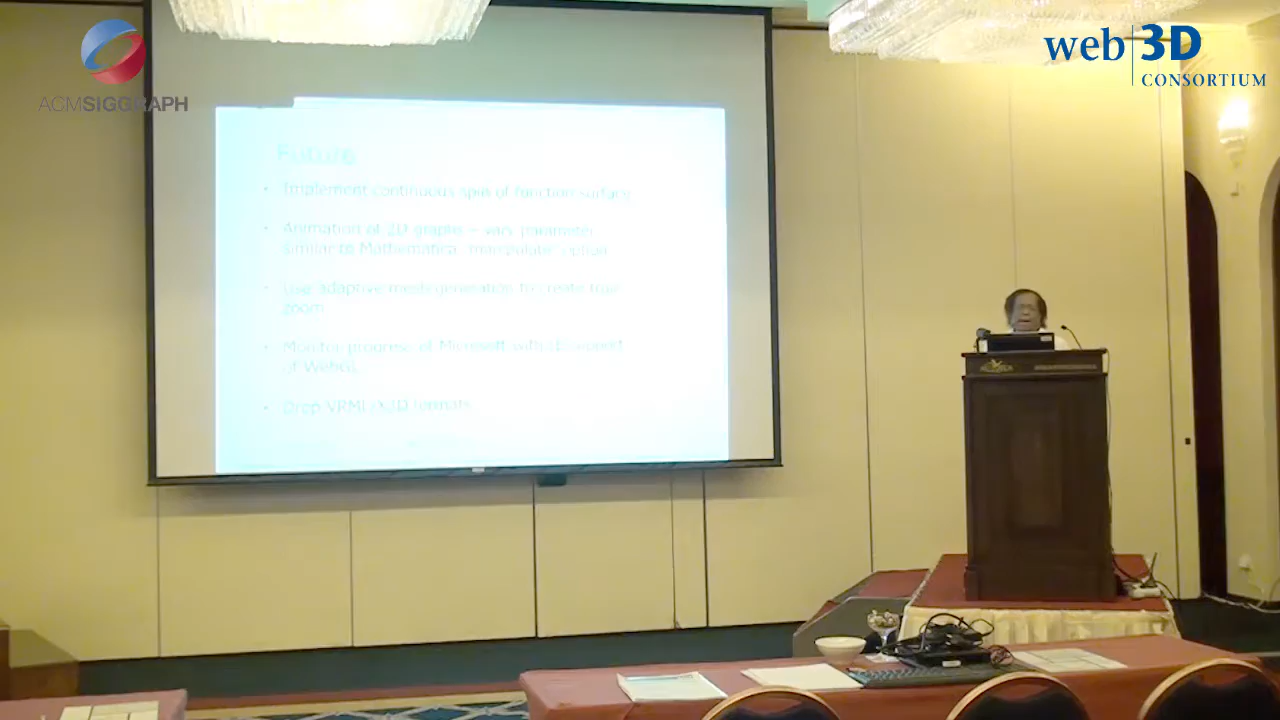 ACMSIGGRAPH
web 3D
CONSORTIUM
Future
• Implement continuous spin of function surface
• Animation of 2D graphs – vary parameter
similar to Mathematica manipulate option
• Use adaptive mesh generation to create true
zoom
• Monitor progress of Microsoft with support
of WebGL
• Drop VRML/X3D formats